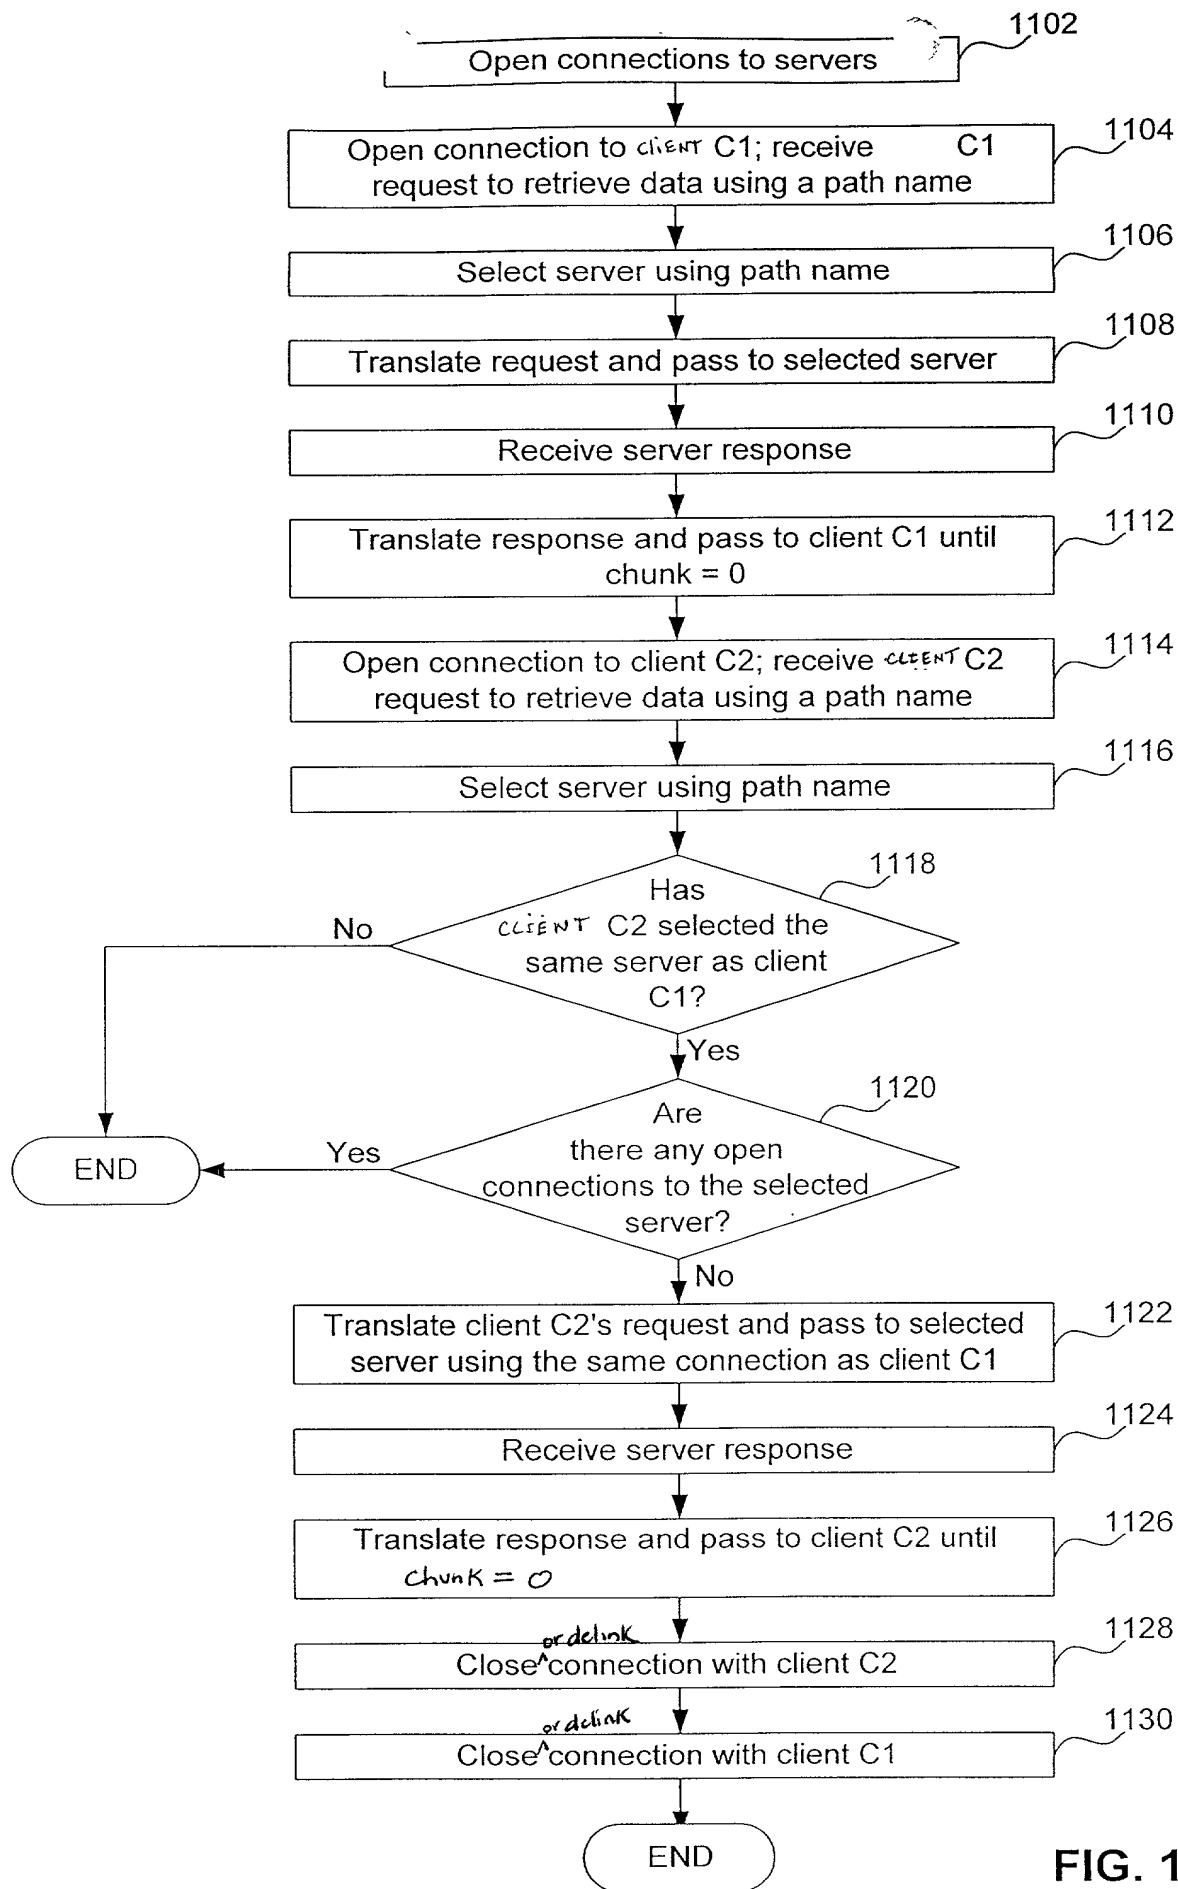 1102
Open connections to servers
1104
Open connection to client C1; receive C1
request to retrieve data using a path name
1106
Select server using path name
1108
Translate request and pass to selected server
1110
Receive server response
1112
Translate response and pass to client C1 until
chunk = 0
1114
Open connection to client C2; receive CLIENT C2
request to retrieve data using a path name
1116
Select server using path name
1118
Has
CLIENT C2 selected the
same server as client
C1?
No
Yes
1120
Are
there any open
connections to the selected
server?
Yes
END
No
1122
Translate client C2's request and pass to selected
server using the same connection as client C1
1124
Receive server response
1126
Translate response and pass to client C2 until
chunk = 0
1128
or delink
Close ^ connection with client C2
1130
or delink
Close ^ connection with client C1
END
FIG. 1